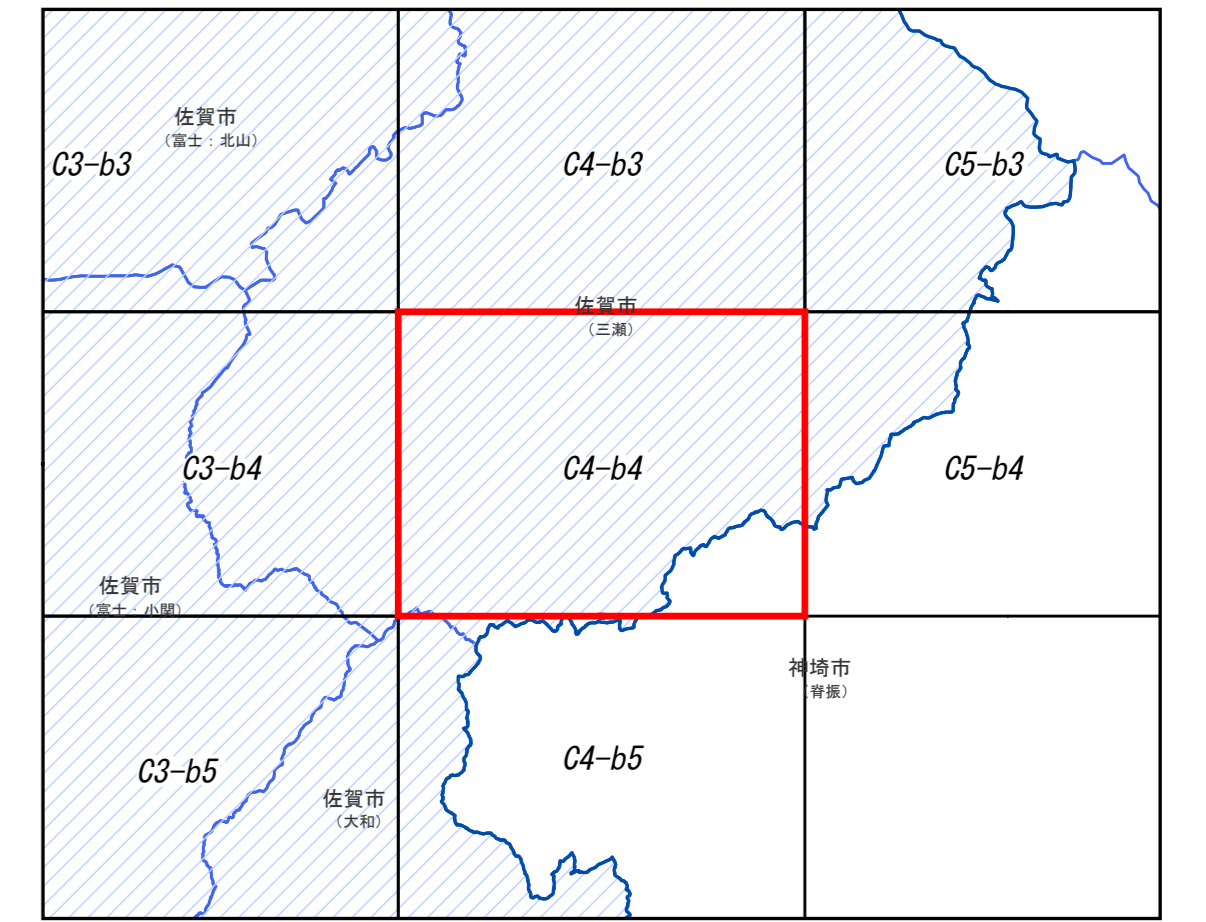 佐賀市
（富士：北山）
C3-b3
C4-b3
C5-b3
佐賀市
（三瀬）
C3-b4
C4-b4
C5-b4
佐賀市
（富士：小関）
神埼市
（脊振）
C3-b5
C4-b5
佐賀市
（大和）